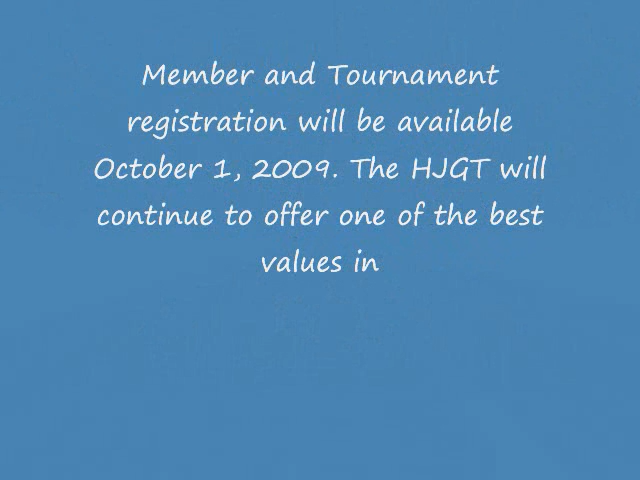 Member and Tournament
registration will be available
October 1, 2009. The HJGT will
continue to offer one of the best
values in